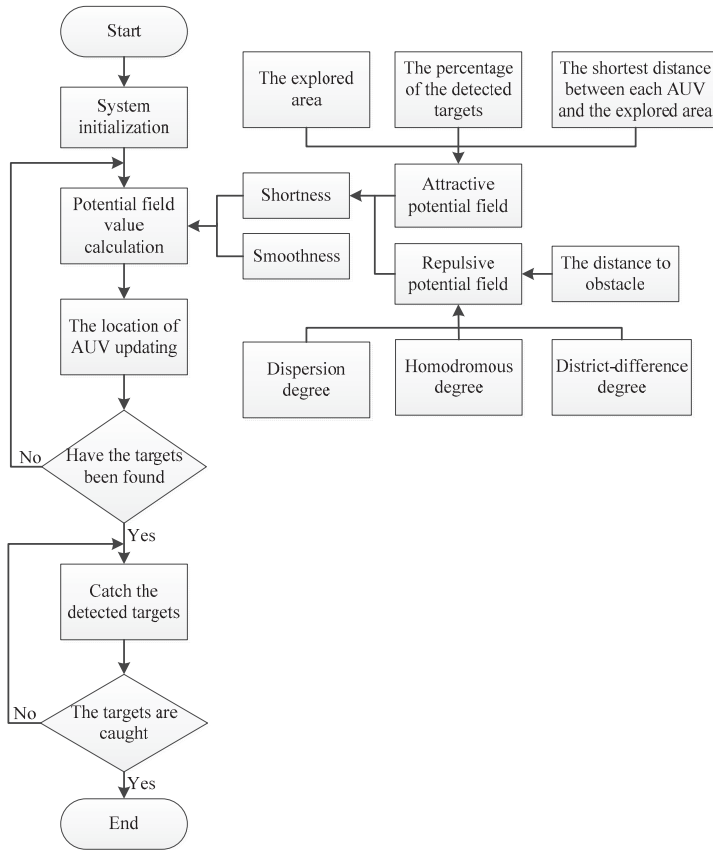 Start
System
initialization
Potential field
value
calculation
The location of
AUV updating
No
Have the targets
been found
Yes
Catch the
detected targets
No
The targets are
caught
Yes
End
The explored
area
The percentage
of the detected
targets
The shortest distance
between each AUV
and the explored area
Shortness
Smoothness
Attractive
potential field
Repulsive
potential field
The distance to
obstacle
Dispersion
degree
Homodromous
degree
District-difference
degree